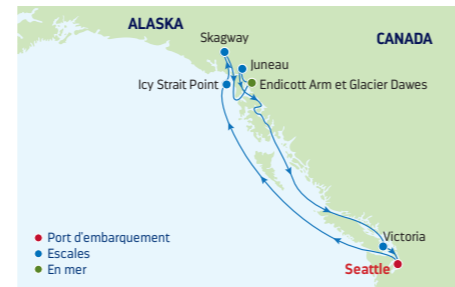 ALASKA
Skagway
CANADA
Juneau
Icy Strait Point
Endicott Arm et Glacier Dawes
Port d'embarquement
Escales
En mer
Victoria
Seattle